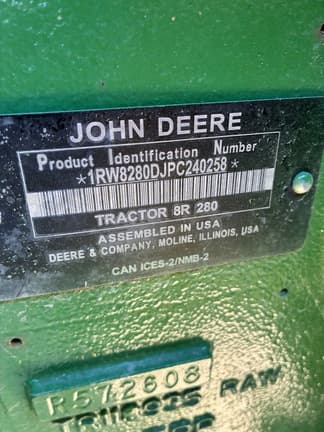 JOHN DEERE
Product Identification Number
*1RW8280DJPC240258*
TRACTOR 8R 280
ASSEMBLED IN USA
DEERE & COMPANY, MOLINE, ILLINOIS, USA
CAN ICES-2/NMB-2
R572608
RAW